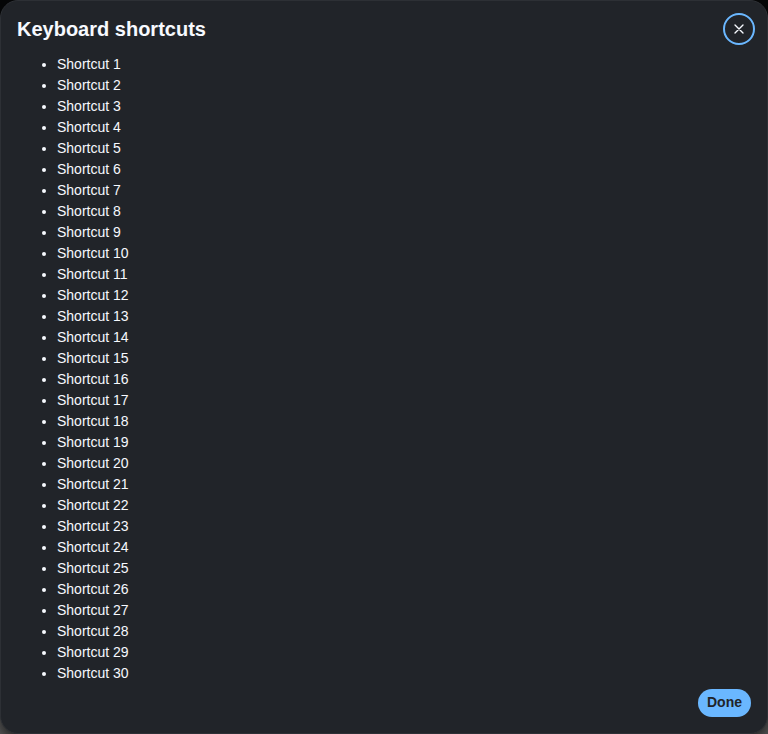 Keyboard shortcuts
Shortcut 1
Shortcut 2
Shortcut 3
Shortcut 4
Shortcut 5
Shortcut 6
Shortcut 7
Shortcut 8
Shortcut 9
Shortcut 10
Shortcut 11
Shortcut 12
Shortcut 13
Shortcut 14
Shortcut 15
Shortcut 16
Shortcut 17
Shortcut 18
Shortcut 19
Shortcut 20
Shortcut 21
Shortcut 22
Shortcut 23
Shortcut 24
Shortcut 25
Shortcut 26
Shortcut 27
Shortcut 28
Shortcut 29
Shortcut 30
Done